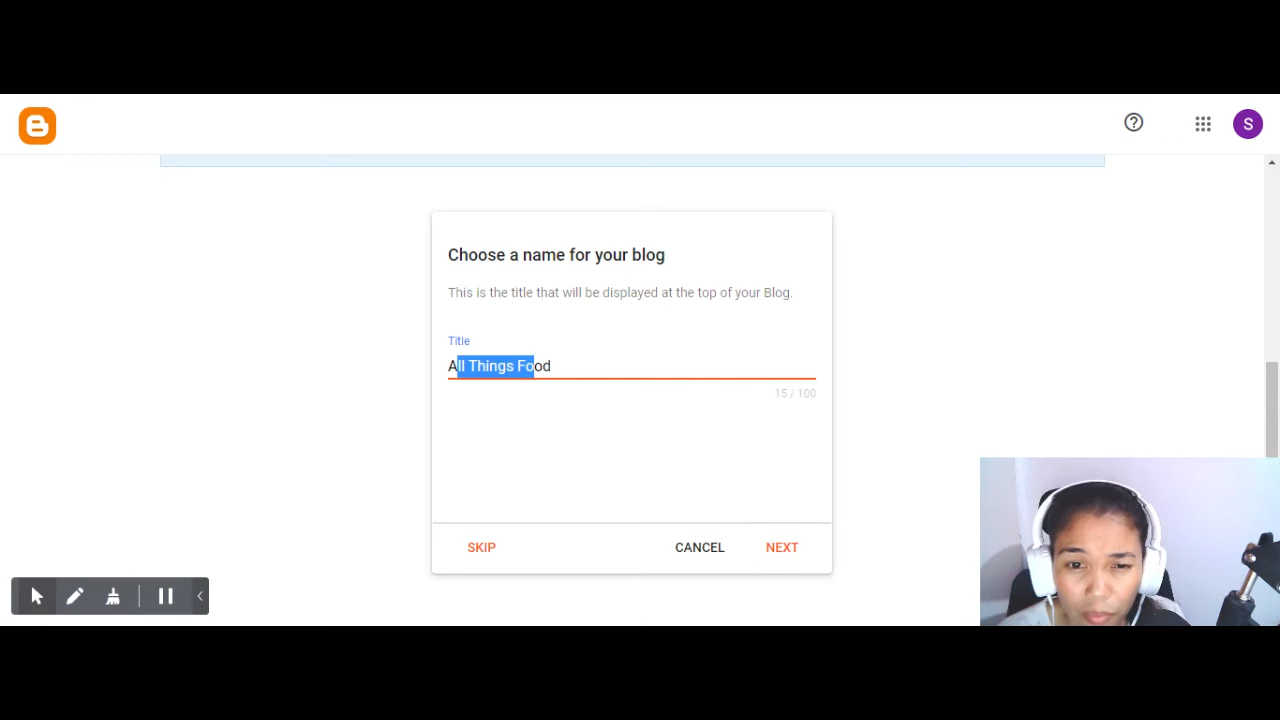 S
Choose a name for your blog
This is the title that will be displayed at the top of your Blog.
Title
All Things Food
15 / 100
SKIP CANCEL NEXT